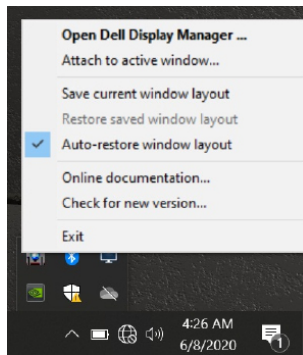 Open Dell Display Manager ...
Attach to active window...
Save current window layout
Restore saved window layout
Auto-restore window layout
Online documentation...
Check for new version...
Exit
4:26 AM
6/8/2020
1